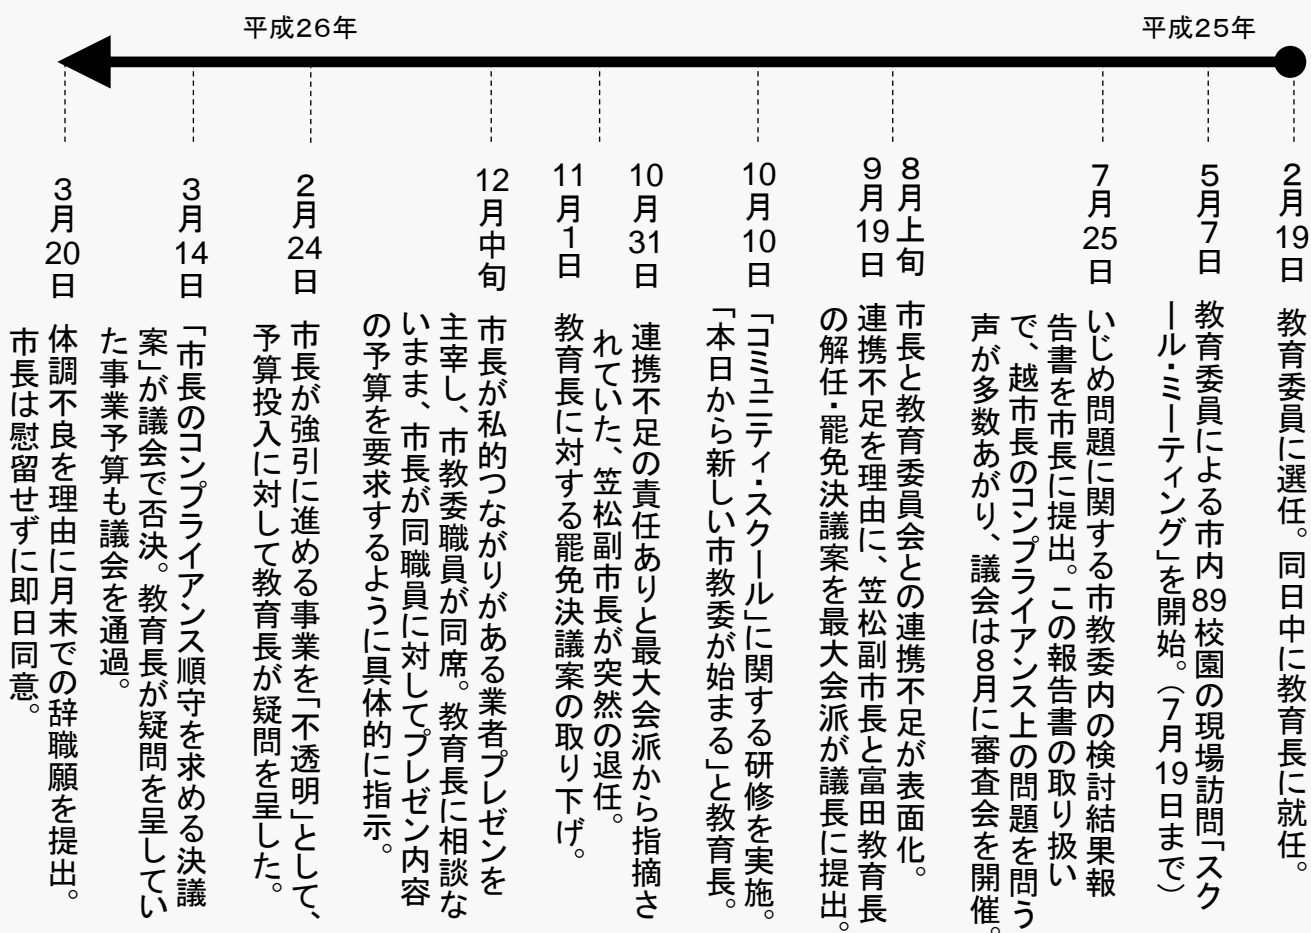 平成25年
平成26年
2月19日
教育委員に選任。同日中に教育長に就任。
5月7日
教育委員による市内89校園の現場訪問「スク
ール・ミーティング」を開始。（7月19日まで）
7月25日
いじめ問題に関する市教委内の検討結果報
告書を市長に提出。この報告書の取り扱い
で、越市長のコンプライアンス上の問題を問う
声が多数あがり、議会は8月に審査会を開催。
8月上旬
市長と教育委員会との連携不足が表面化。
9月19日
連携不足を理由に、笠松副市長と富田教育長
の解任・罷免決議案を最大会派が議長に提出。
10月10日
「コミュニティ・スクール」に関する研修を実施。
「本日から新しい市教委が始まる」と教育長。
10月31日
連携不足の責任ありと最大会派から指摘さ
れていた、笠松副市長が突然の退任。
11月1日
教育長に対する罷免決議案の取り下げ。
12月中旬
市長が私的つながりがある業者プレゼンを
主宰し、市教委職員が同席。教育長に相談な
いまま、市長が同職員に対してプレゼン内容
の予算を要求するように具体的に指示。
2月24日
市長が強引に進める事業を「不透明」として、
予算投入に対して教育長が疑問を呈した。
3月14日
「市長のコンプライアンス順守を求める決議
案」が議会で否決。教育長が疑問を呈してい
た事業予算も議会を通過。
3月20日
体調不良を理由に月末での辞職願を提出。
市長は慰留せずに即日同意。